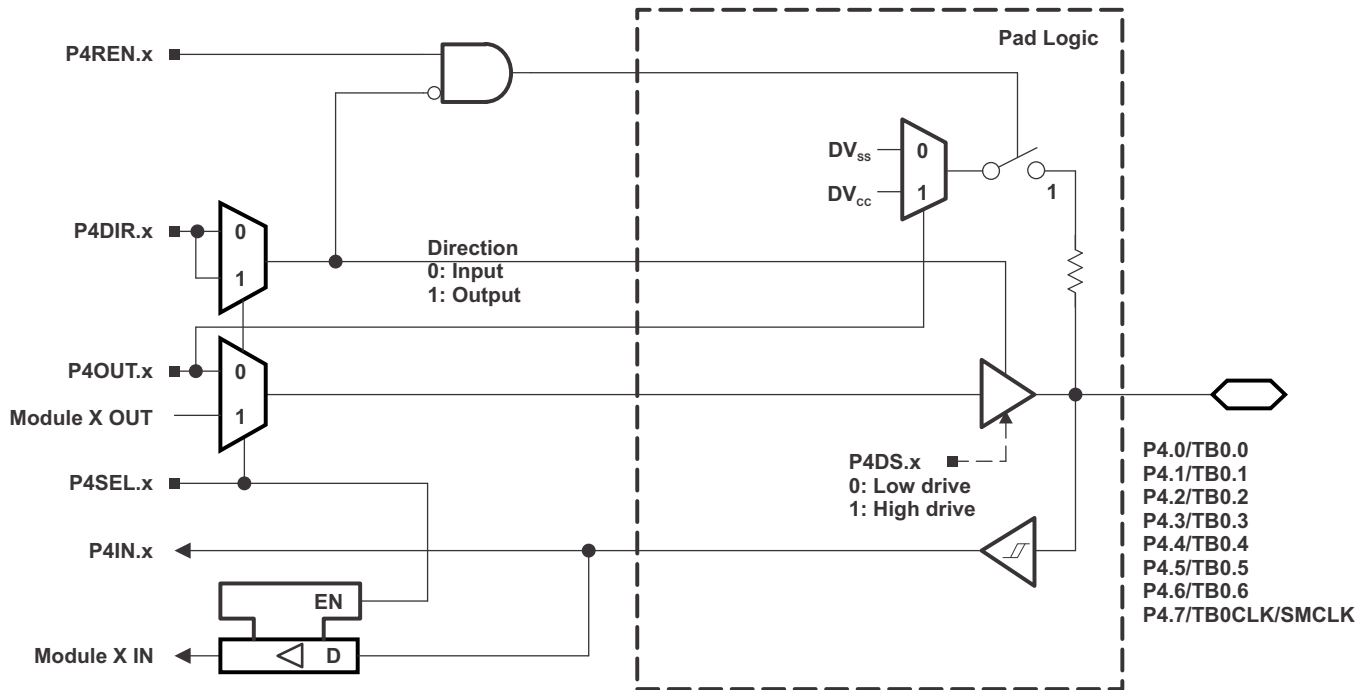 Pad Logic
P4REN.x
DVSS
0
DVCC
1
1
P4DIR.x
0
1
Direction
0: Input
1: Output
P4OUT.x
0
Module X OUT
1
P4SEL.x
P4DS.x
0: Low drive
1: High drive
P4.0/TB0.0
P4.1/TB0.1
P4.2/TB0.2
P4.3/TB0.3
P4.4/TB0.4
P4.5/TB0.5
P4.6/TB0.6
P4.7/TB0CLK/SMCLK
P4IN.x
EN
Module X IN
D